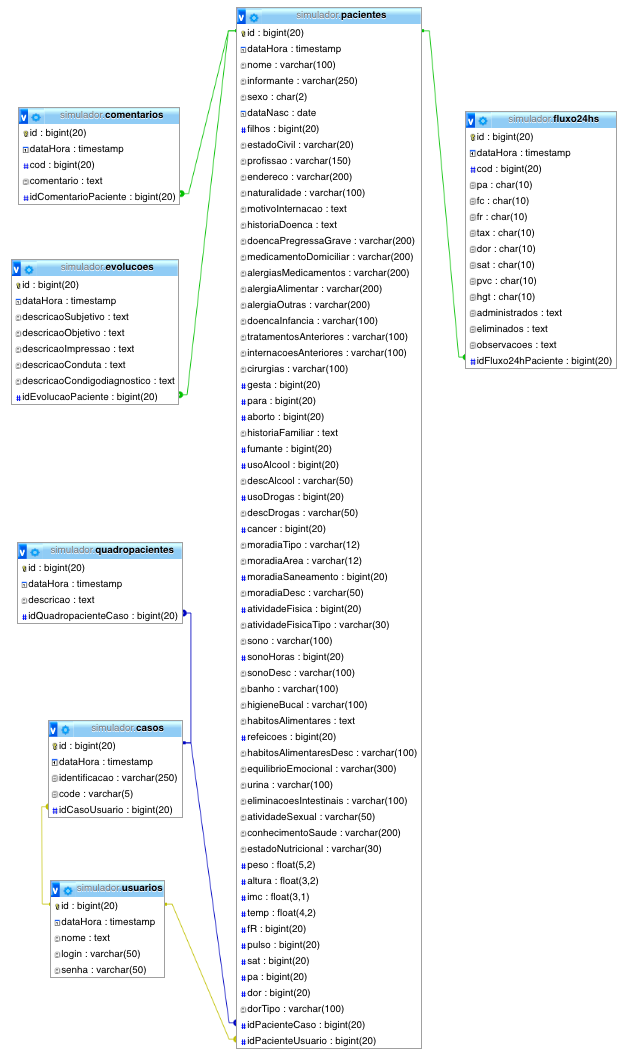 simulador.pacientes
id : bigint(20)
dataHora : timestamp
nome : varchar(100)
informante : varchar(250)
sexo : char(2)
dataNasc : date
filhos : bigint(20)
estadoCivil : varchar(20)
profissao : varchar(150)
endereco : varchar(200)
naturalidade : varchar(100)
motivoInternacao : text
historiaDoenca : text
doencaPregressaGrave : varchar(200)
medicamentoDomiciliar : varchar(200)
alergiasMedicamentos : varchar(200)
alergiaAlimentar : varchar(200)
alergiaOutras : varchar(200)
doencaInfancia : varchar(100)
tratamentosAnteriores : varchar(100)
internacoesAnteriores : varchar(100)
cirurgias : varchar(100)
gesta : bigint(20)
para : bigint(20)
aborto : bigint(20)
historiaFamiliar : text
fumante : bigint(20)
usoAlcool : bigint(20)
descAlcool : varchar(50)
usoDrogas : bigint(20)
descDrogas : varchar(50)
cancer : bigint(20)
moradiaTipo : varchar(12)
moradiaArea : varchar(12)
moradiaSaneamento : bigint(20)
moradiaDesc : varchar(50)
atividadeFisica : bigint(20)
atividadeFisicaTipo : varchar(30)
sono : varchar(100)
sonoHoras : bigint(20)
sonoDesc : varchar(100)
banho : varchar(100)
higieneBucal : varchar(100)
habitosAlimentares : text
refeicoes : bigint(20)
habitosAlimentaresDesc : varchar(100)
equilibrioEmocional : varchar(300)
urina : varchar(100)
eliminacoesIntestinais : varchar(100)
atividadeSexual : varchar(50)
conhecimentoSaude : varchar(200)
estadoNutricional : varchar(30)
peso : float(5,2)
altura : float(3,2)
imc : float(3,1)
temp : float(4,2)
fR : bigint(20)
pulso : bigint(20)
sat : bigint(20)
pa : bigint(20)
dor : bigint(20)
dorTipo : varchar(100)
idPacienteCaso : bigint(20)
idPacienteUsuario : bigint(20)
simulador.comentarios
id : bigint(20)
dataHora : timestamp
cod : bigint(20)
comentario : text
idComentarioPaciente : bigint(20)
simulador.evolucoes
id : bigint(20)
dataHora : timestamp
descricaoSubjetivo : text
descricaoObjetivo : text
descricaoImpressao : text
descricaoConduta : text
descricaoCondigodiagnostico : text
idEvolucaoPaciente : bigint(20)
simulador.quadropacientes
id : bigint(20)
dataHora : timestamp
descricao : text
idQuadropacienteCaso : bigint(20)
simulador.casos
id : bigint(20)
dataHora : timestamp
identificacao : varchar(250)
code : varchar(5)
idCasoUsuario : bigint(20)
simulador.usuarios
id : bigint(20)
dataHora : timestamp
nome : text
login : varchar(50)
senha : varchar(50)
simulador.fluxo24hs
id : bigint(20)
dataHora : timestamp
cod : bigint(20)
pa : char(10)
fc : char(10)
fr : char(10)
tax : char(10)
dor : char(10)
sat : char(10)
pvc : char(10)
hgt : char(10)
administrados : text
eliminados : text
observacoes : text
idFluxo24hPaciente : bigint(20)